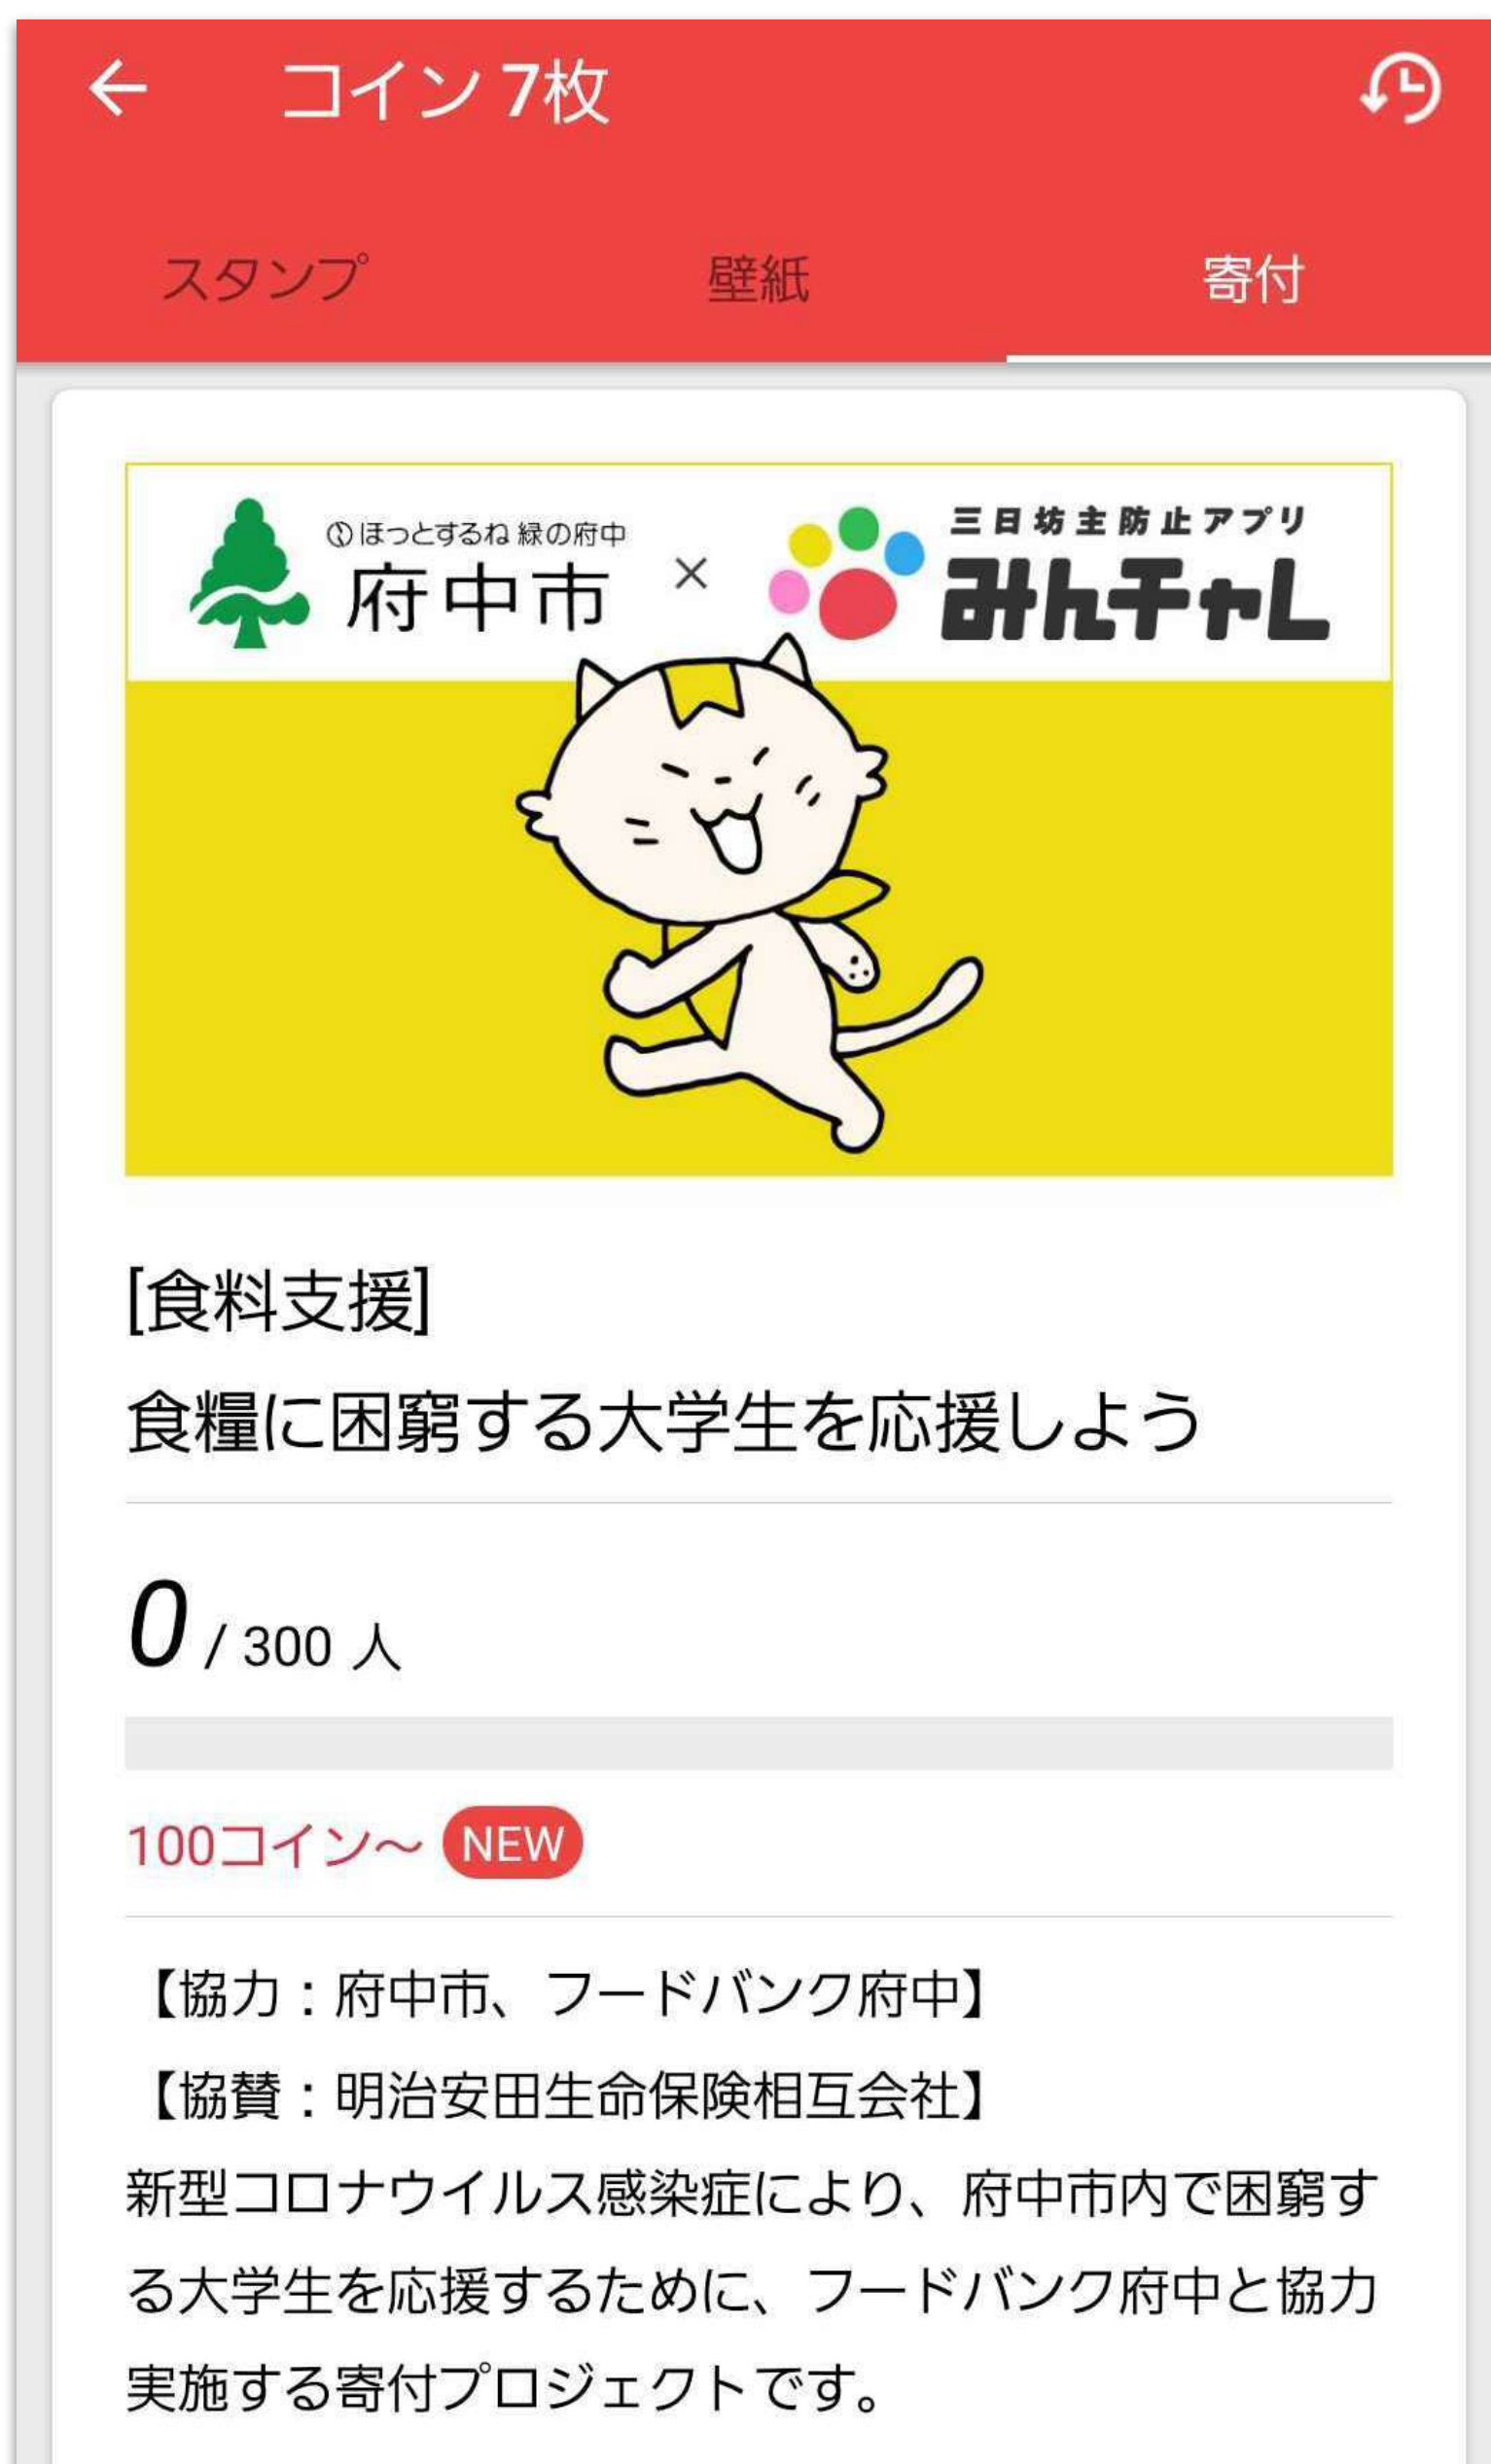 コイン 7枚
スタンプ
壁紙
寄付
ほっとするね 緑の府中
府中市
×
三日坊主防止アプリ
みんチャレ
[食料支援]
食糧に困窮する大学生を応援しよう
0 / 300 人
100コイン〜 NEW
【協力：府中市、フードバンク府中】
【協賛：明治安田生命保険相互会社】
新型コロナウイルス感染症により、府中市内で困窮す
る大学生を応援するために、フードバンク府中と協力
実施する寄付プロジェクトです。